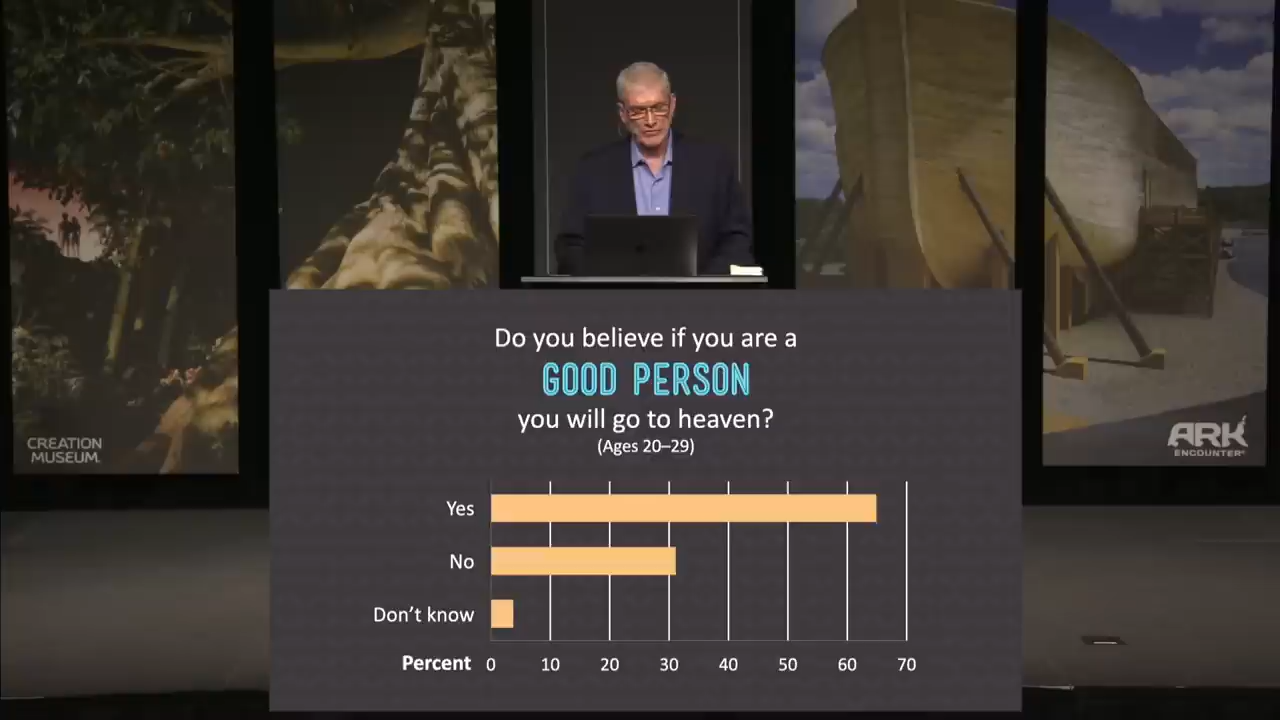 CREATION
MUSEUM
ARK
ENCOUNTER
Do you believe if you are a
GOOD PERSON
you will go to heaven?
(Ages 20–29)
Yes
No
Don't know
Percent 0 10 20 30 40 50 60 70